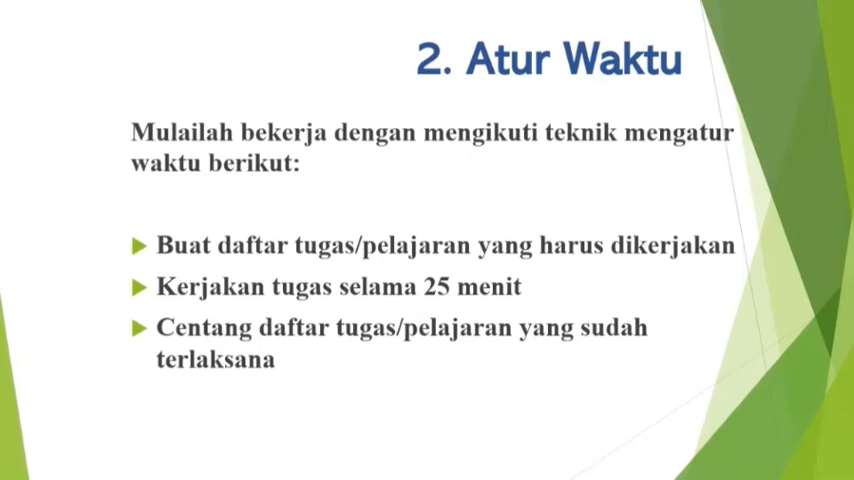 2. Atur Waktu
Mulailah bekerja dengan mengikuti teknik mengatur
waktu berikut:
Buat daftar tugas/pelajaran yang harus dikerjakan
Kerjakan tugas selama 25 menit
Centang daftar tugas/pelajaran yang sudah
terlaksana